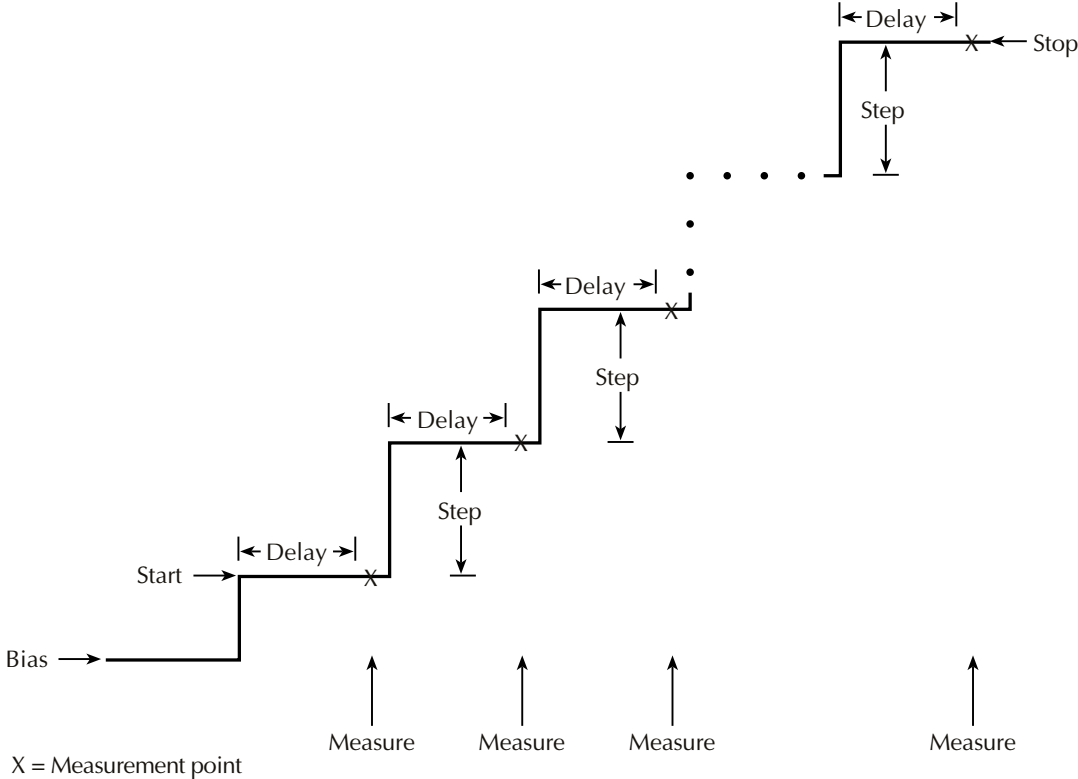 Delay
X
Stop
Step
Delay
X
Step
Delay
X
Step
Delay
Start
X
Bias
Measure
Measure
Measure
Measure
X = Measurement point